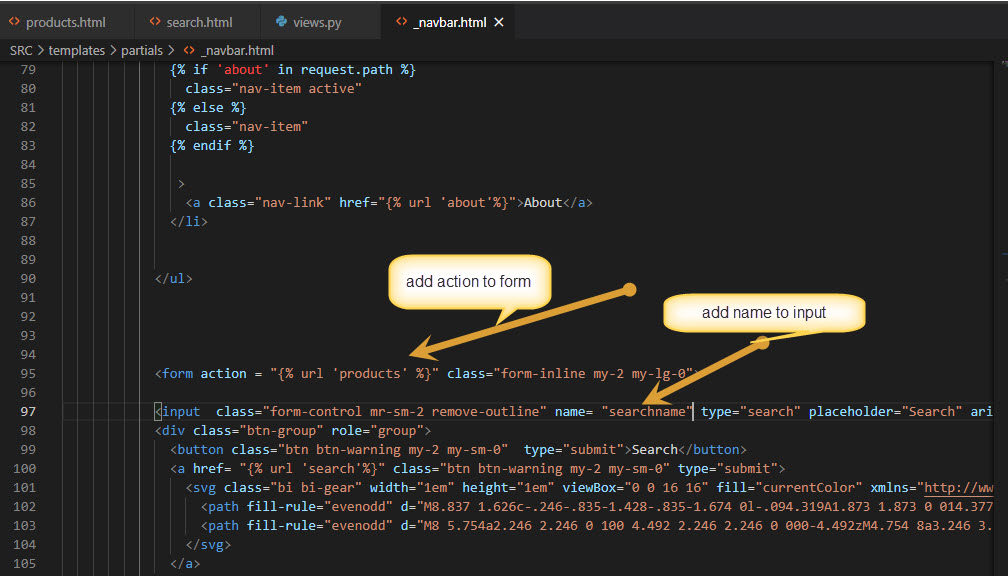 products.html search.html views.py _navbar.html
SRC > templates > partials > _navbar.html
79 {% if 'about' in request.path %}
80 class="nav-item active"
81 {% else %}
82 class="nav-item"
83 {% endif %}
84
85 >
86 <a class="nav-link" href="{% url 'about'%}">About</a>
87 </li>
88
89
90 </ul>
add action to form
91
92
add name to input
93
94
95 <form action = "{% url 'products' %}" class="form-inline my-2 my-lg-0">
96
97 <input  class="form-control mr-sm-2 remove-outline" name= "searchname" type="search" placeholder="Search" ari
98 <div class="btn-group" role="group">
99 <button class="btn btn-warning my-2 my-sm-0"  type="submit">Search</button>
100 <a href= "{% url 'search'%}" class="btn btn-warning my-2 my-sm-0" type="submit">
101 <svg class="bi bi-gear" width="1em" height="1em" viewBox="0 0 16 16" fill="currentColor" xmlns="http://ww
102 <path fill-rule="evenodd" d="M8.837 1.626c-.246-.835-1.428-.835-1.674 0l-.094.319A1.873 1.873 0 014.377
103 <path fill-rule="evenodd" d="M8 5.754a2.246 2.246 0 100 4.492 2.246 2.246 0 000-4.492zM4.754 8a3.246 3.
104 </svg>
105 </a>